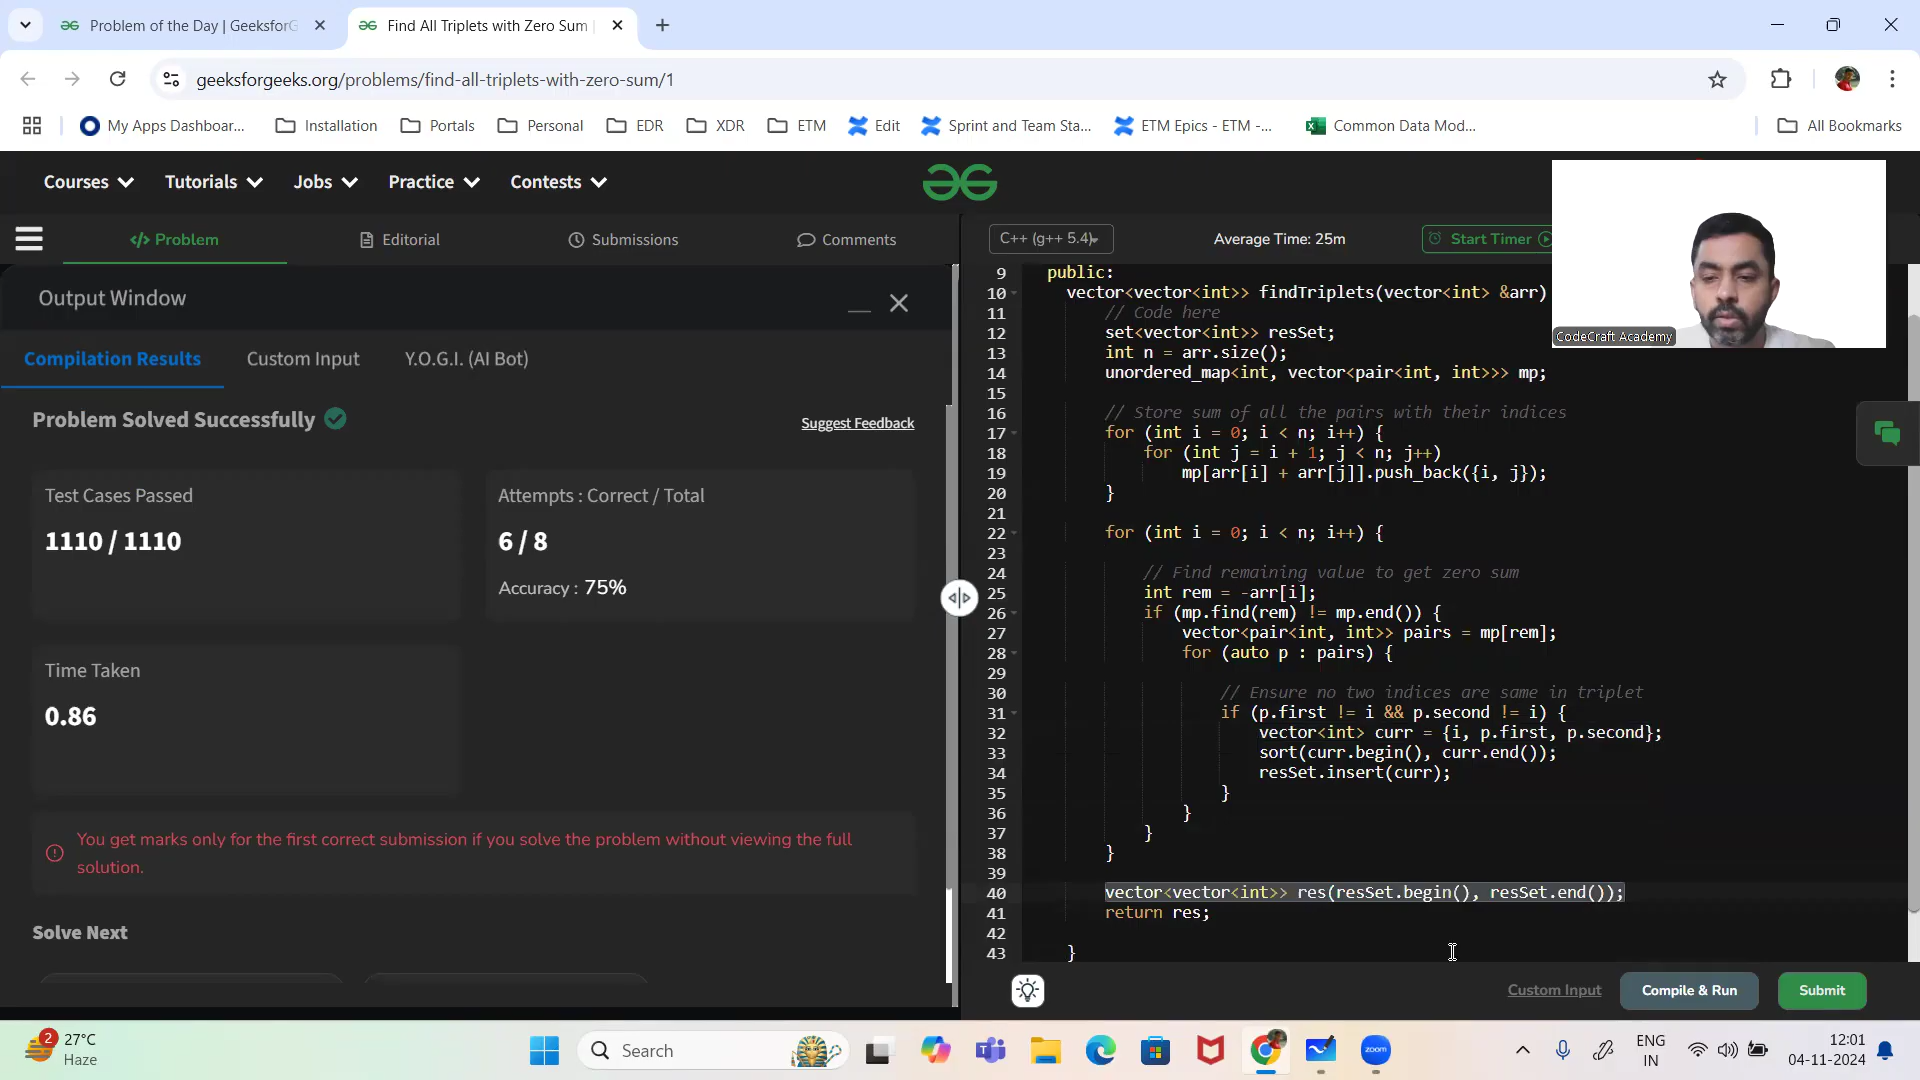 Problem of the Day | GeeksforG
Find All Triplets with Zero Sum
geeksforgeeks.org/problems/find-all-triplets-with-zero-sum/1
My Apps Dashboar...
Installation
Portals
Personal
EDR
XDR
ETM
Edit
Sprint and Team Sta...
ETM Epics - ETM -...
Common Data Mod...
All Bookmarks
Courses
Tutorials
Jobs
Practice
Contests
Problem
Editorial
Submissions
Comments
C++ (g++ 5.4)
Average Time: 25m
Start Timer
CodeCraft Academy
Output Window
Compilation Results
Custom Input
Y.O.G.I. (AI Bot)
Problem Solved Successfully
Suggest Feedback
Test Cases Passed
1110 / 1110
Attempts : Correct / Total
6 / 8
Accuracy : 75%
Time Taken
0.86
You get marks only for the first correct submission if you solve the problem without viewing the full
solution.
Solve Next
9 public:
10 vector<vector<int>> findTriplets(vector<int> &arr)
11 // Code here
12 set<vector<int>> resSet;
13 int n = arr.size();
14 unordered_map<int, vector<pair<int, int>>> mp;
15
16 // Store sum of all the pairs with their indices
17 for (int i = 0; i < n; i++) {
18 for (int j = i + 1; j < n; j++)
19 mp[arr[i] + arr[j]].push_back({i, j});
20 }
21
22 for (int i = 0; i < n; i++) {
23
24 // Find remaining value to get zero sum
25 int rem = -arr[i];
26 if (mp.find(rem) != mp.end()) {
27 vector<pair<int, int>> pairs = mp[rem];
28 for (auto p : pairs) {
29
30 // Ensure no two indices are same in triplet
31 if (p.first != i && p.second != i) {
32 vector<int> curr = {i, p.first, p.second};
33 sort(curr.begin(), curr.end());
34 resSet.insert(curr);
35 }
36 }
37 }
38 }
39
40 vector<vector<int>> res(resSet.begin(), resSet.end());
41 return res;
42
43 }
Custom Input
Compile & Run
Submit
2
27°C
Haze
Search
zoom
ENG
IN
12:01
04-11-2024